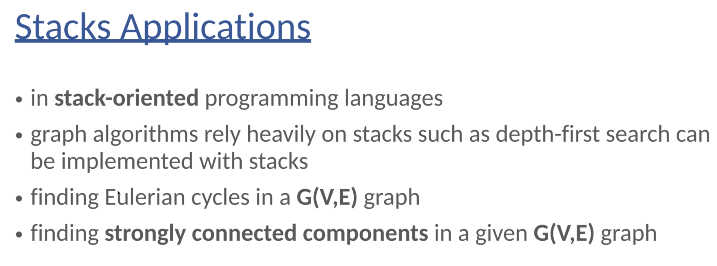 Stacks Applications
• in stack-oriented programming languages
• graph algorithms rely heavily on stacks such as depth-first search can
be implemented with stacks
• finding Eulerian cycles in a G(V,E) graph
• finding strongly connected components in a given G(V,E) graph